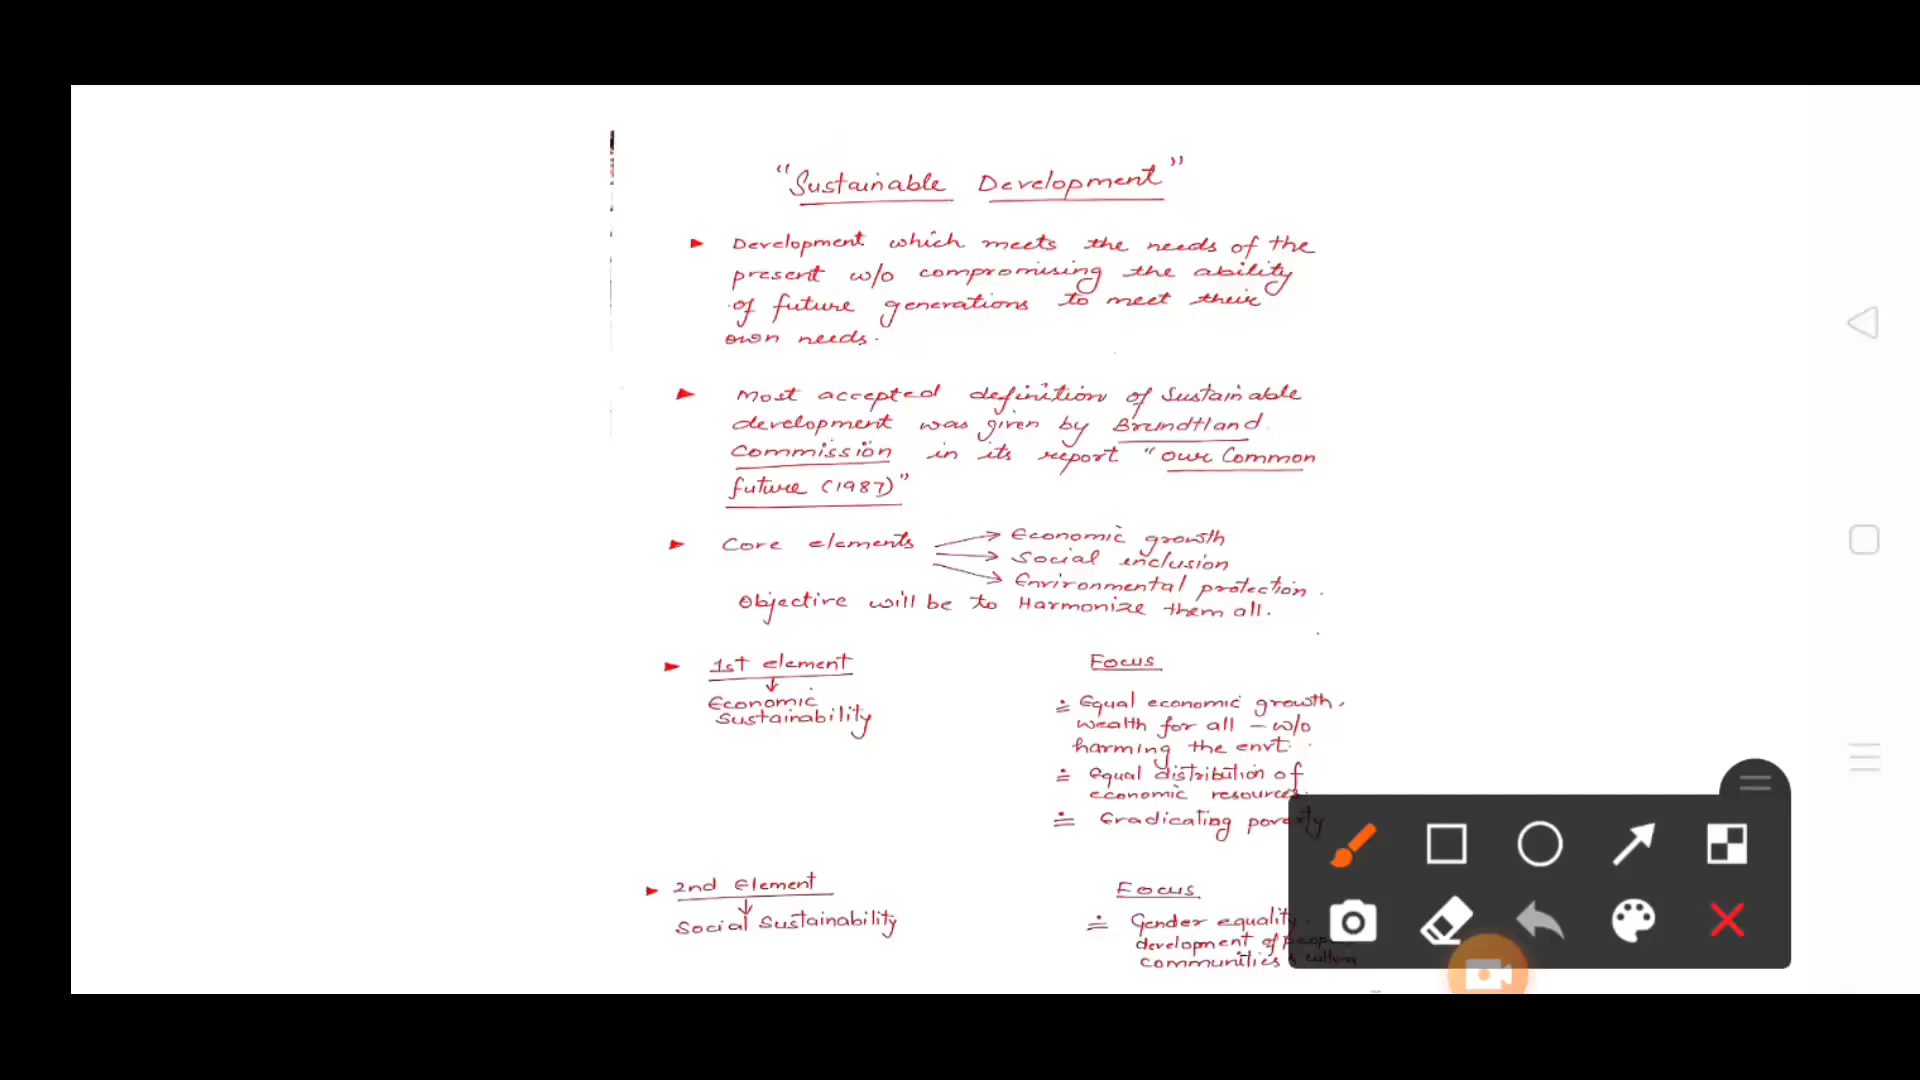 "Sustainable Development"
► Development which meets the needs of the
present w/o compromising the ability
of future generations to meet their
own needs.
► Most accepted definition of Sustainable
development was given by Brundtland
Commission in its report "our Common
future (1987)"
► Core elements → Economic growth
→ Social inclusion
→ Environmental protection.
Objective will be to Harmonize them all.
► 1st element
↓
Economic
Sustainability
Focus
Equal economic growth,
wealth for all - w/o
harming the envt.
Equal distribution of
economic resources.
Eradicating poverty
► 2nd Element
↓
Social Sustainability
Focus
Gender equality,
development of people
communities &